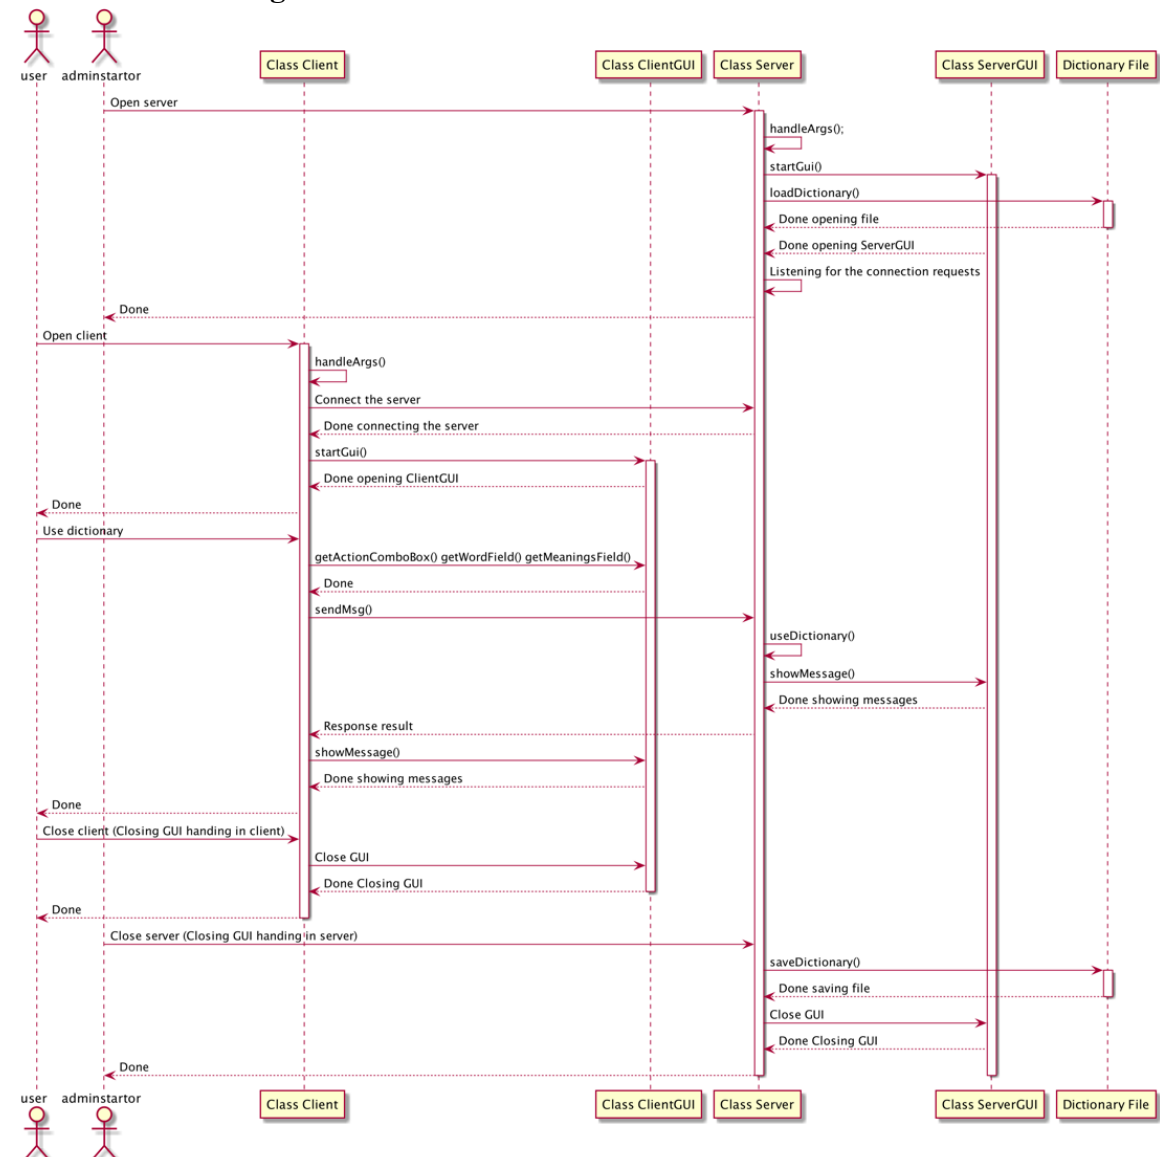 user
adminstartor
Class Client
Class ClientGUI
Class Server
Class ServerGUI
Dictionary File
Open server
handleArgs();
startGui()
loadDictionary()
Done opening file
Done opening ServerGUI
Listening for the connection requests
Done
Open client
handleArgs()
Connect the server
Done connecting the server
startGui()
Done opening ClientGUI
Done
Use dictionary
getActionComboBox() getWordField() getMeaningsField()
Done
sendMsg()
useDictionary()
showMessage()
Done showing messages
Response result
showMessage()
Done showing messages
Done
Close client (Closing GUI handing in client)
Close GUI
Done Closing GUI
Done
Close server (Closing GUI handing in server)
saveDictionary()
Done saving file
Close GUI
Done Closing GUI
Done
user
adminstartor
Class Client
Class ClientGUI
Class Server
Class ServerGUI
Dictionary File